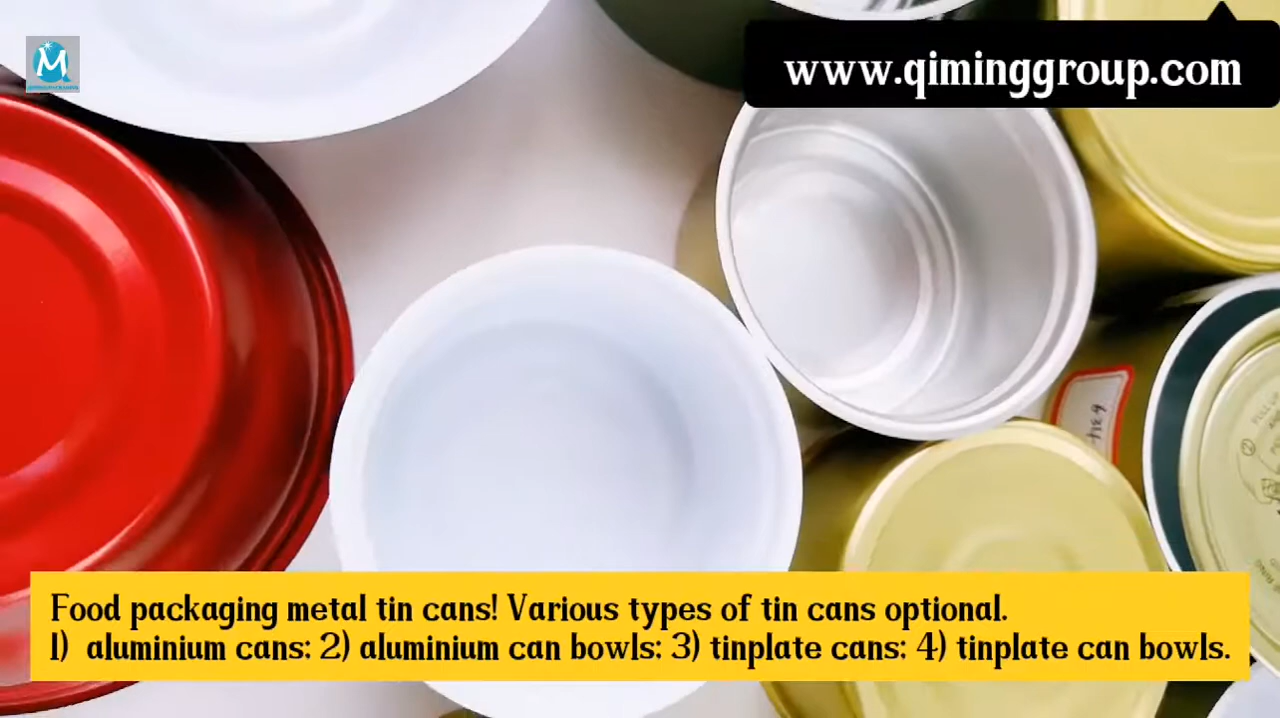 M
www.qiminggroup.com
Food packaging metal tin cans! Various types of tin cans optional.
1) aluminium cans; 2) aluminium can bowls; 3) tinplate cans; 4) tinplate can bowls.